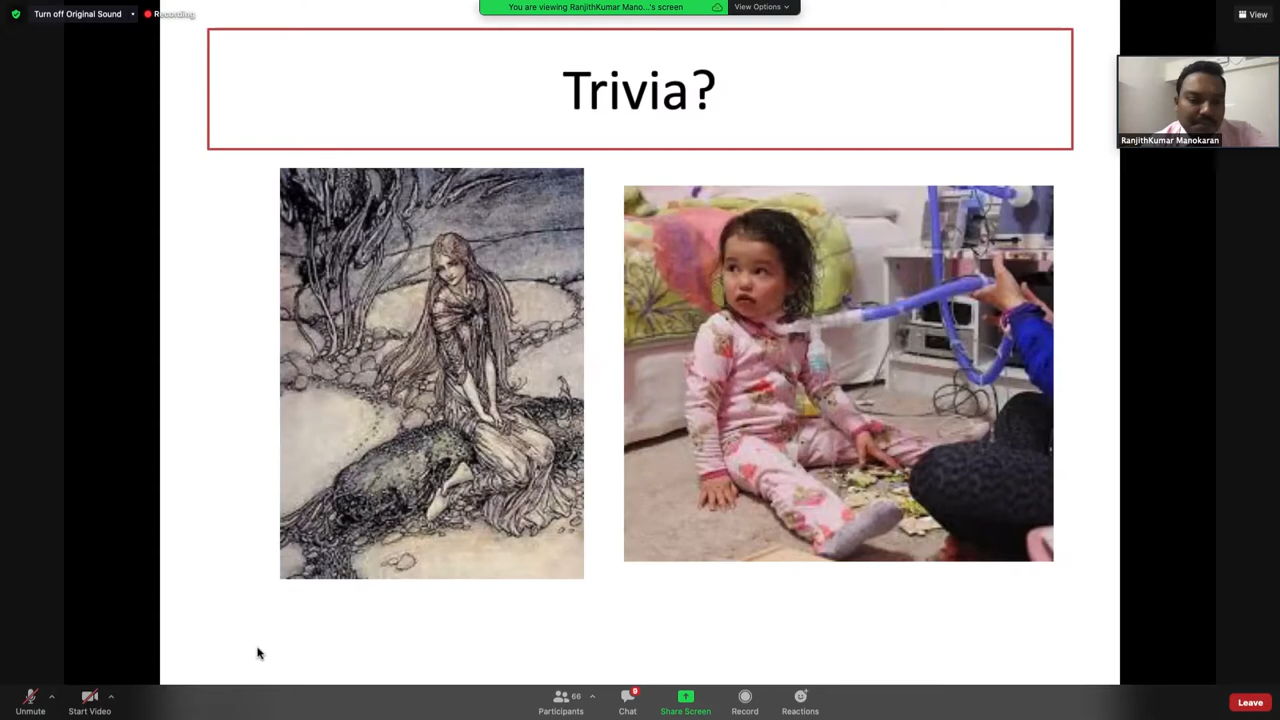 Turn off Original Sound
Recording
You are viewing RanjithKumar Mano...'s screen
View Options
View
Trivia?
RanjithKumar Manokaran
Unmute
Start Video
Participants
66
Chat
9
Share Screen
Record
Reactions
Leave